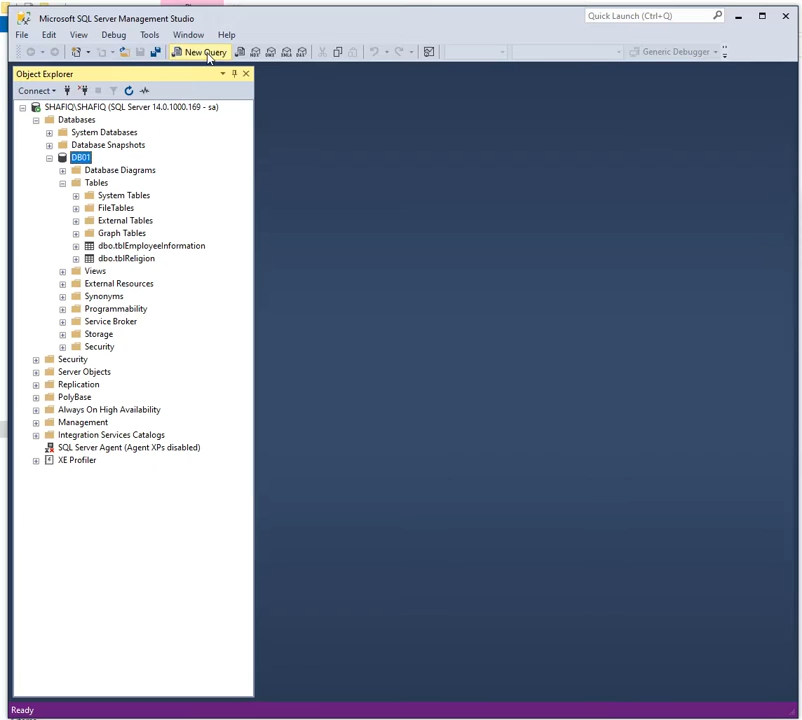 Microsoft SQL Server Management Studio
Quick Launch (Ctrl+Q)
File Edit View Debug Tools Window Help
New Query
Generic Debugger
Object Explorer
Connect
SHAFIQ\SHAFIQ (SQL Server 14.0.1000.169 - sa)
Databases
System Databases
Database Snapshots
DB01
Database Diagrams
Tables
System Tables
FileTables
External Tables
Graph Tables
dbo.tblEmployeeInformation
dbo.tblReligion
Views
External Resources
Synonyms
Programmability
Service Broker
Storage
Security
Security
Server Objects
Replication
PolyBase
Always On High Availability
Management
Integration Services Catalogs
SQL Server Agent (Agent XPs disabled)
XE Profiler
Ready